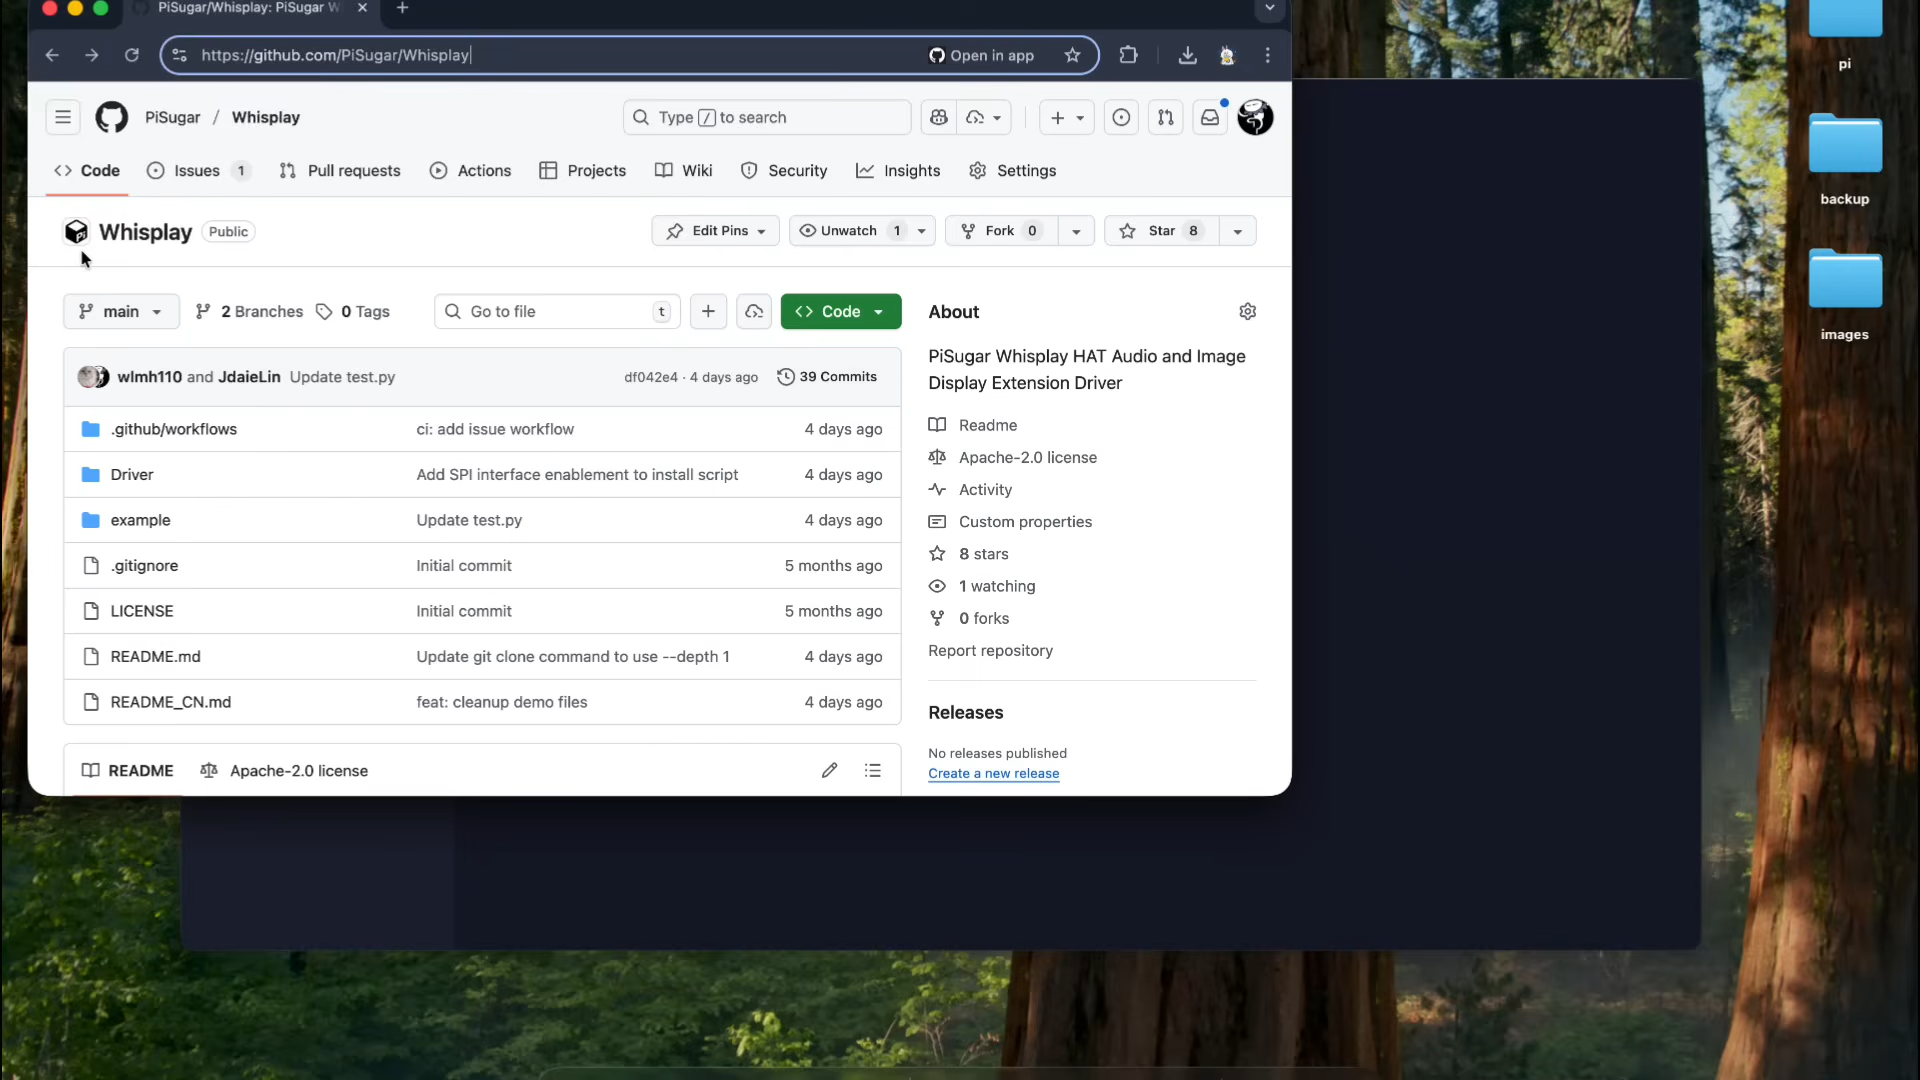 PiSugar/Whisplay: PiSugar W
https://github.com/PiSugar/Whisplay
Open in app
PiSugar / Whisplay
Type / to search
Code
Issues 1
Pull requests
Actions
Projects
Wiki
Security
Insights
Settings
Whisplay Public
Edit Pins
Unwatch 1
Fork 0
Star 8
main
2 Branches
0 Tags
Go to file t
Code
wlmh110 and JdaieLin Update test.py
df042e4 · 4 days ago
39 Commits
.github/workflows ci: add issue workflow 4 days ago
Driver Add SPI interface enablement to install script 4 days ago
example Update test.py 4 days ago
.gitignore Initial commit 5 months ago
LICENSE Initial commit 5 months ago
README.md Update git clone command to use --depth 1 4 days ago
README_CN.md feat: cleanup demo files 4 days ago
README
Apache-2.0 license
About
PiSugar Whisplay HAT Audio and Image
Display Extension Driver
Readme
Apache-2.0 license
Activity
Custom properties
8 stars
1 watching
0 forks
Report repository
Releases
No releases published
Create a new release
pi
backup
images